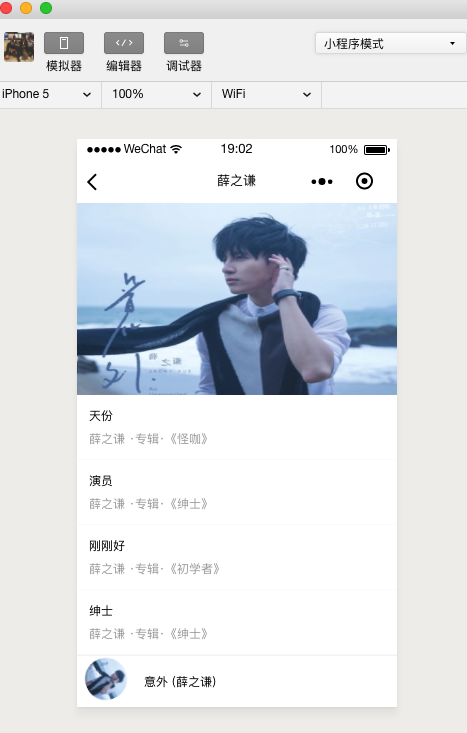 模拟器 编辑器 调试器 小程序模式
iPhone 5 100% WiFi
WeChat 19:02 100%
薛之谦
天份
薛之谦 ·专辑·《怪咖》
演员
薛之谦 ·专辑·《绅士》
刚刚好
薛之谦 ·专辑·《初学者》
绅士
薛之谦 ·专辑·《绅士》
意外 (薛之谦)